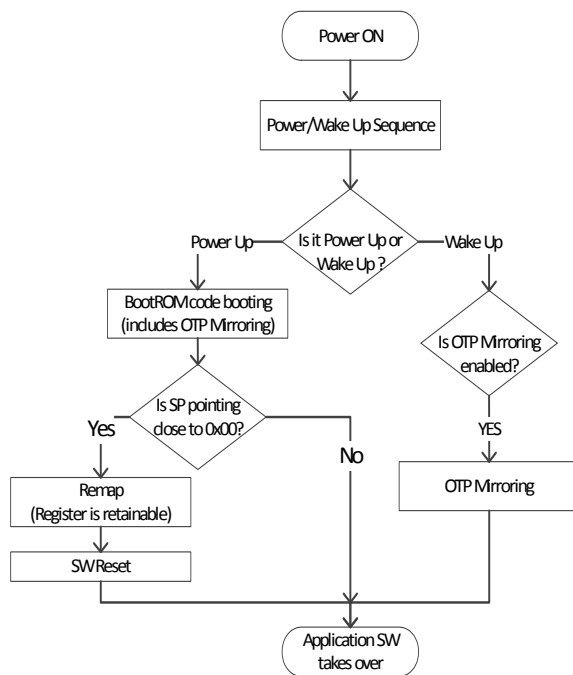 Power ON
Power/Wake Up Sequence
Is it Power Up or
Wake Up ?
Power Up
Wake Up
BootROM code booting
(includes OTP Mirroring)
Is OTP Mirroring
enabled?
Is SP pointing
close to 0x00?
Yes
No
YES
Remap
(Register is retainable)
OTP Mirroring
SW Reset
Application SW
takes over